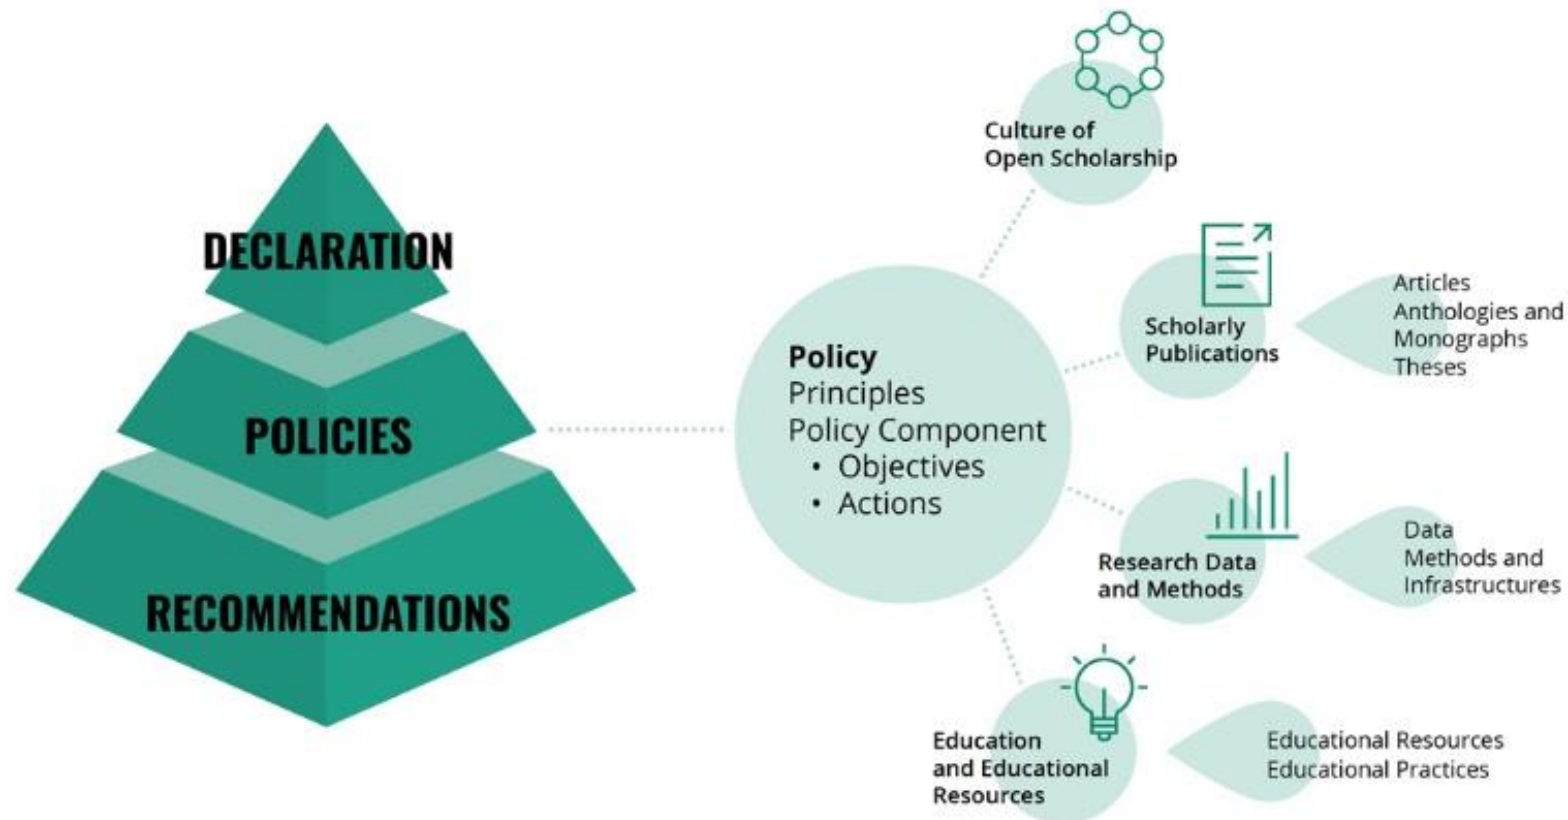 DECLARATION
POLICIES
RECOMMENDATIONS
Policy
Principles
Policy Component
• Objectives
• Actions
Culture of
Open Scholarship
Scholarly
Publications
Articles
Anthologies and
Monographs
Theses
Research Data
and Methods
Data
Methods and
Infrastructures
Education
and Educational
Resources
Educational Resources
Educational Practices